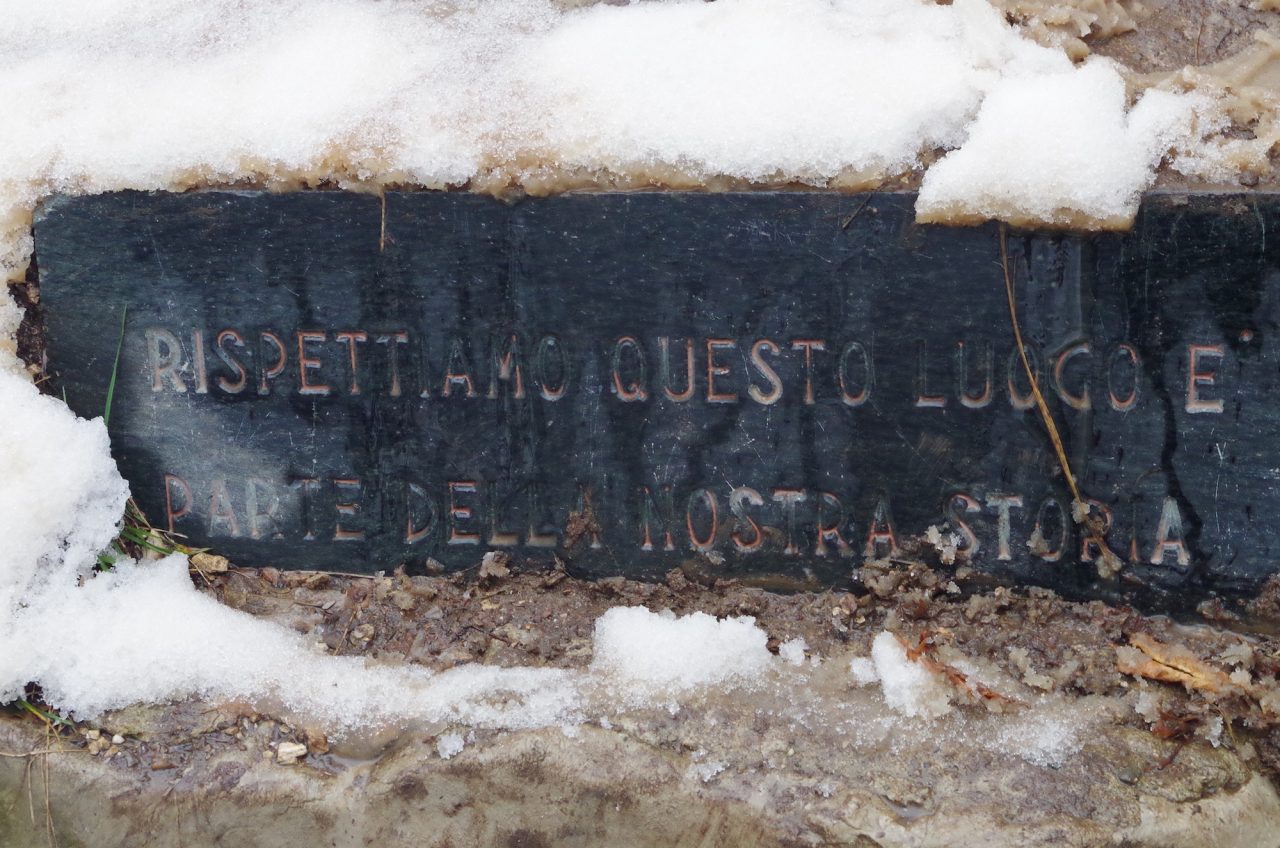 RISPETTIAMO QUESTO LUOGO E'
PARTE DELLA NOSTRA STORIA